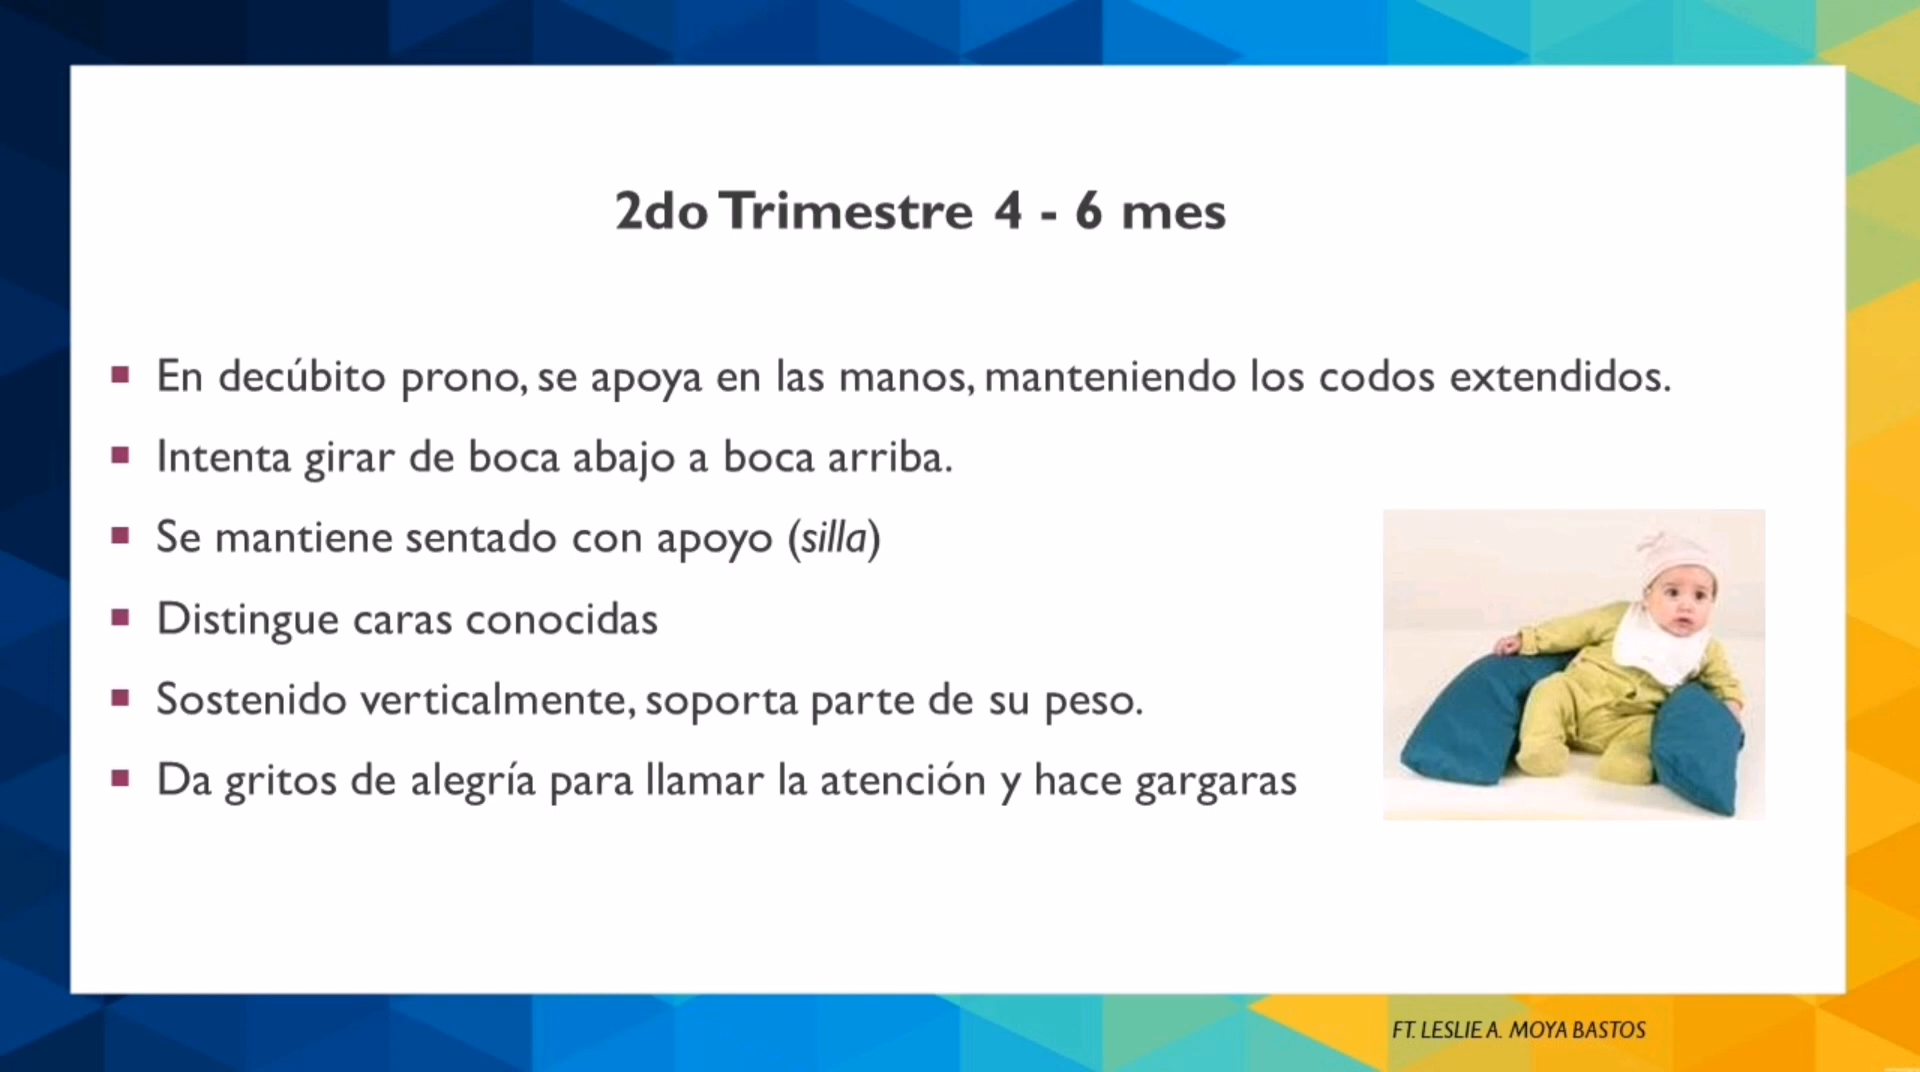 2do Trimestre 4 - 6 mes
En decúbito prono, se apoya en las manos, manteniendo los codos extendidos.
Intenta girar de boca abajo a boca arriba.
Se mantiene sentado con apoyo (silla)
Distingue caras conocidas
Sostenido verticalmente, soporta parte de su peso.
Da gritos de alegría para llamar la atención y hace gargaras
FT. LESLIE A. MOYA BASTOS